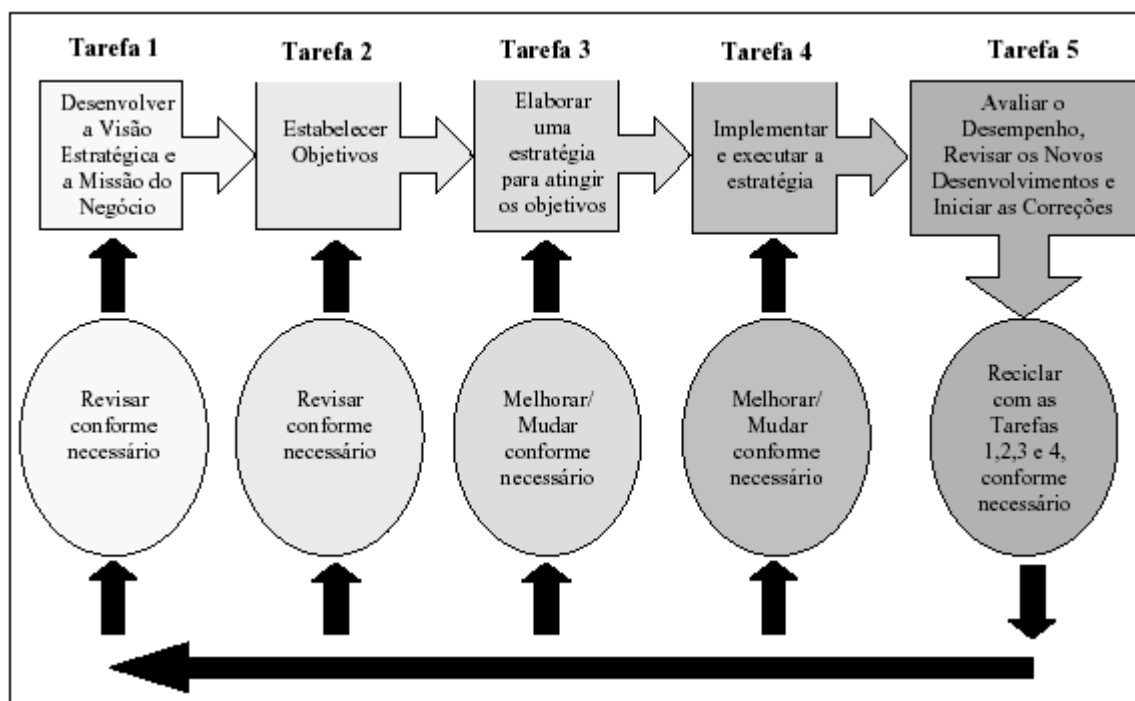 Tarefa 1
Tarefa 2
Tarefa 3
Tarefa 4
Tarefa 5
Desenvolver
a Visão
Estratégica e
a Missão do
Negócio
Estabelecer
Objetivos
Elaborar
uma
estratégia
para atingir
os objetivos
Implementar
e executar a
estratégia
Avaliar o
Desempenho,
Revisar os Novos
Desenvolvimentos e
Iniciar as Correções
Revisar
conforme
necessário
Revisar
conforme
necessário
Melhorar/
Mudar
conforme
necessário
Melhorar/
Mudar
conforme
necessário
Reciclar
com as
Tarefas
1,2,3 e 4,
conforme
necessário